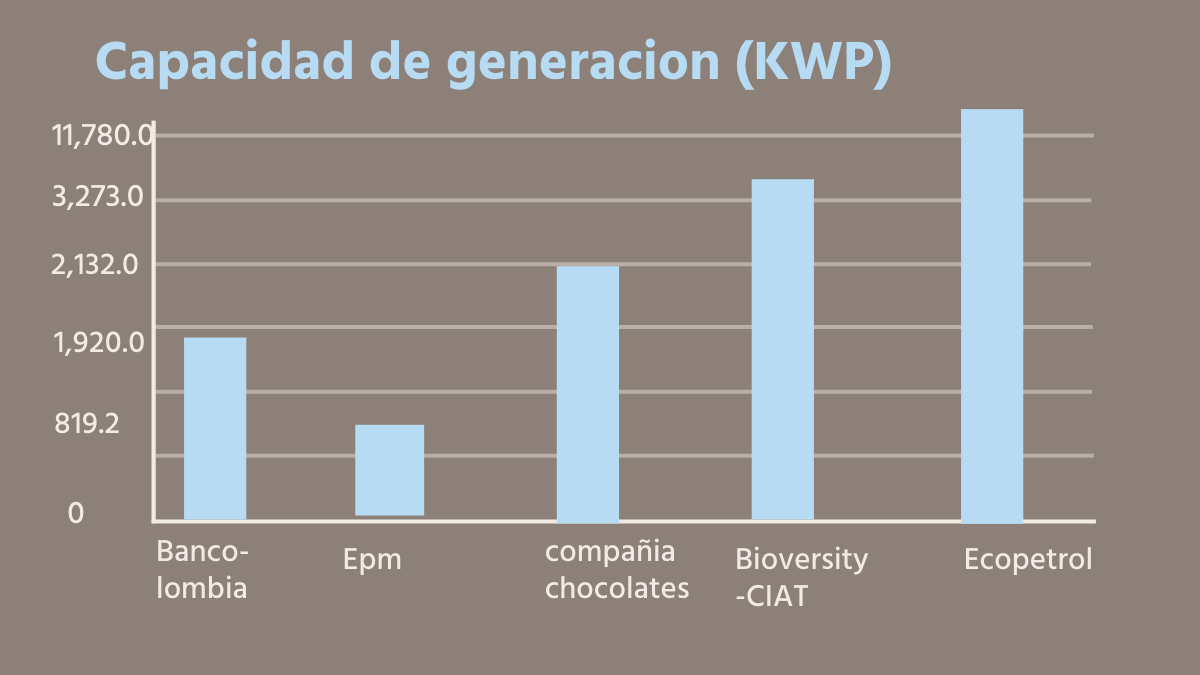 Capacidad de generacion (KWP)
11,780.0
3,273.0
2,132.0
1,920.0
819.2
0
Banco-
lombia
Epm
compañia
chocolates
Bioversity
-CIAT
Ecopetrol